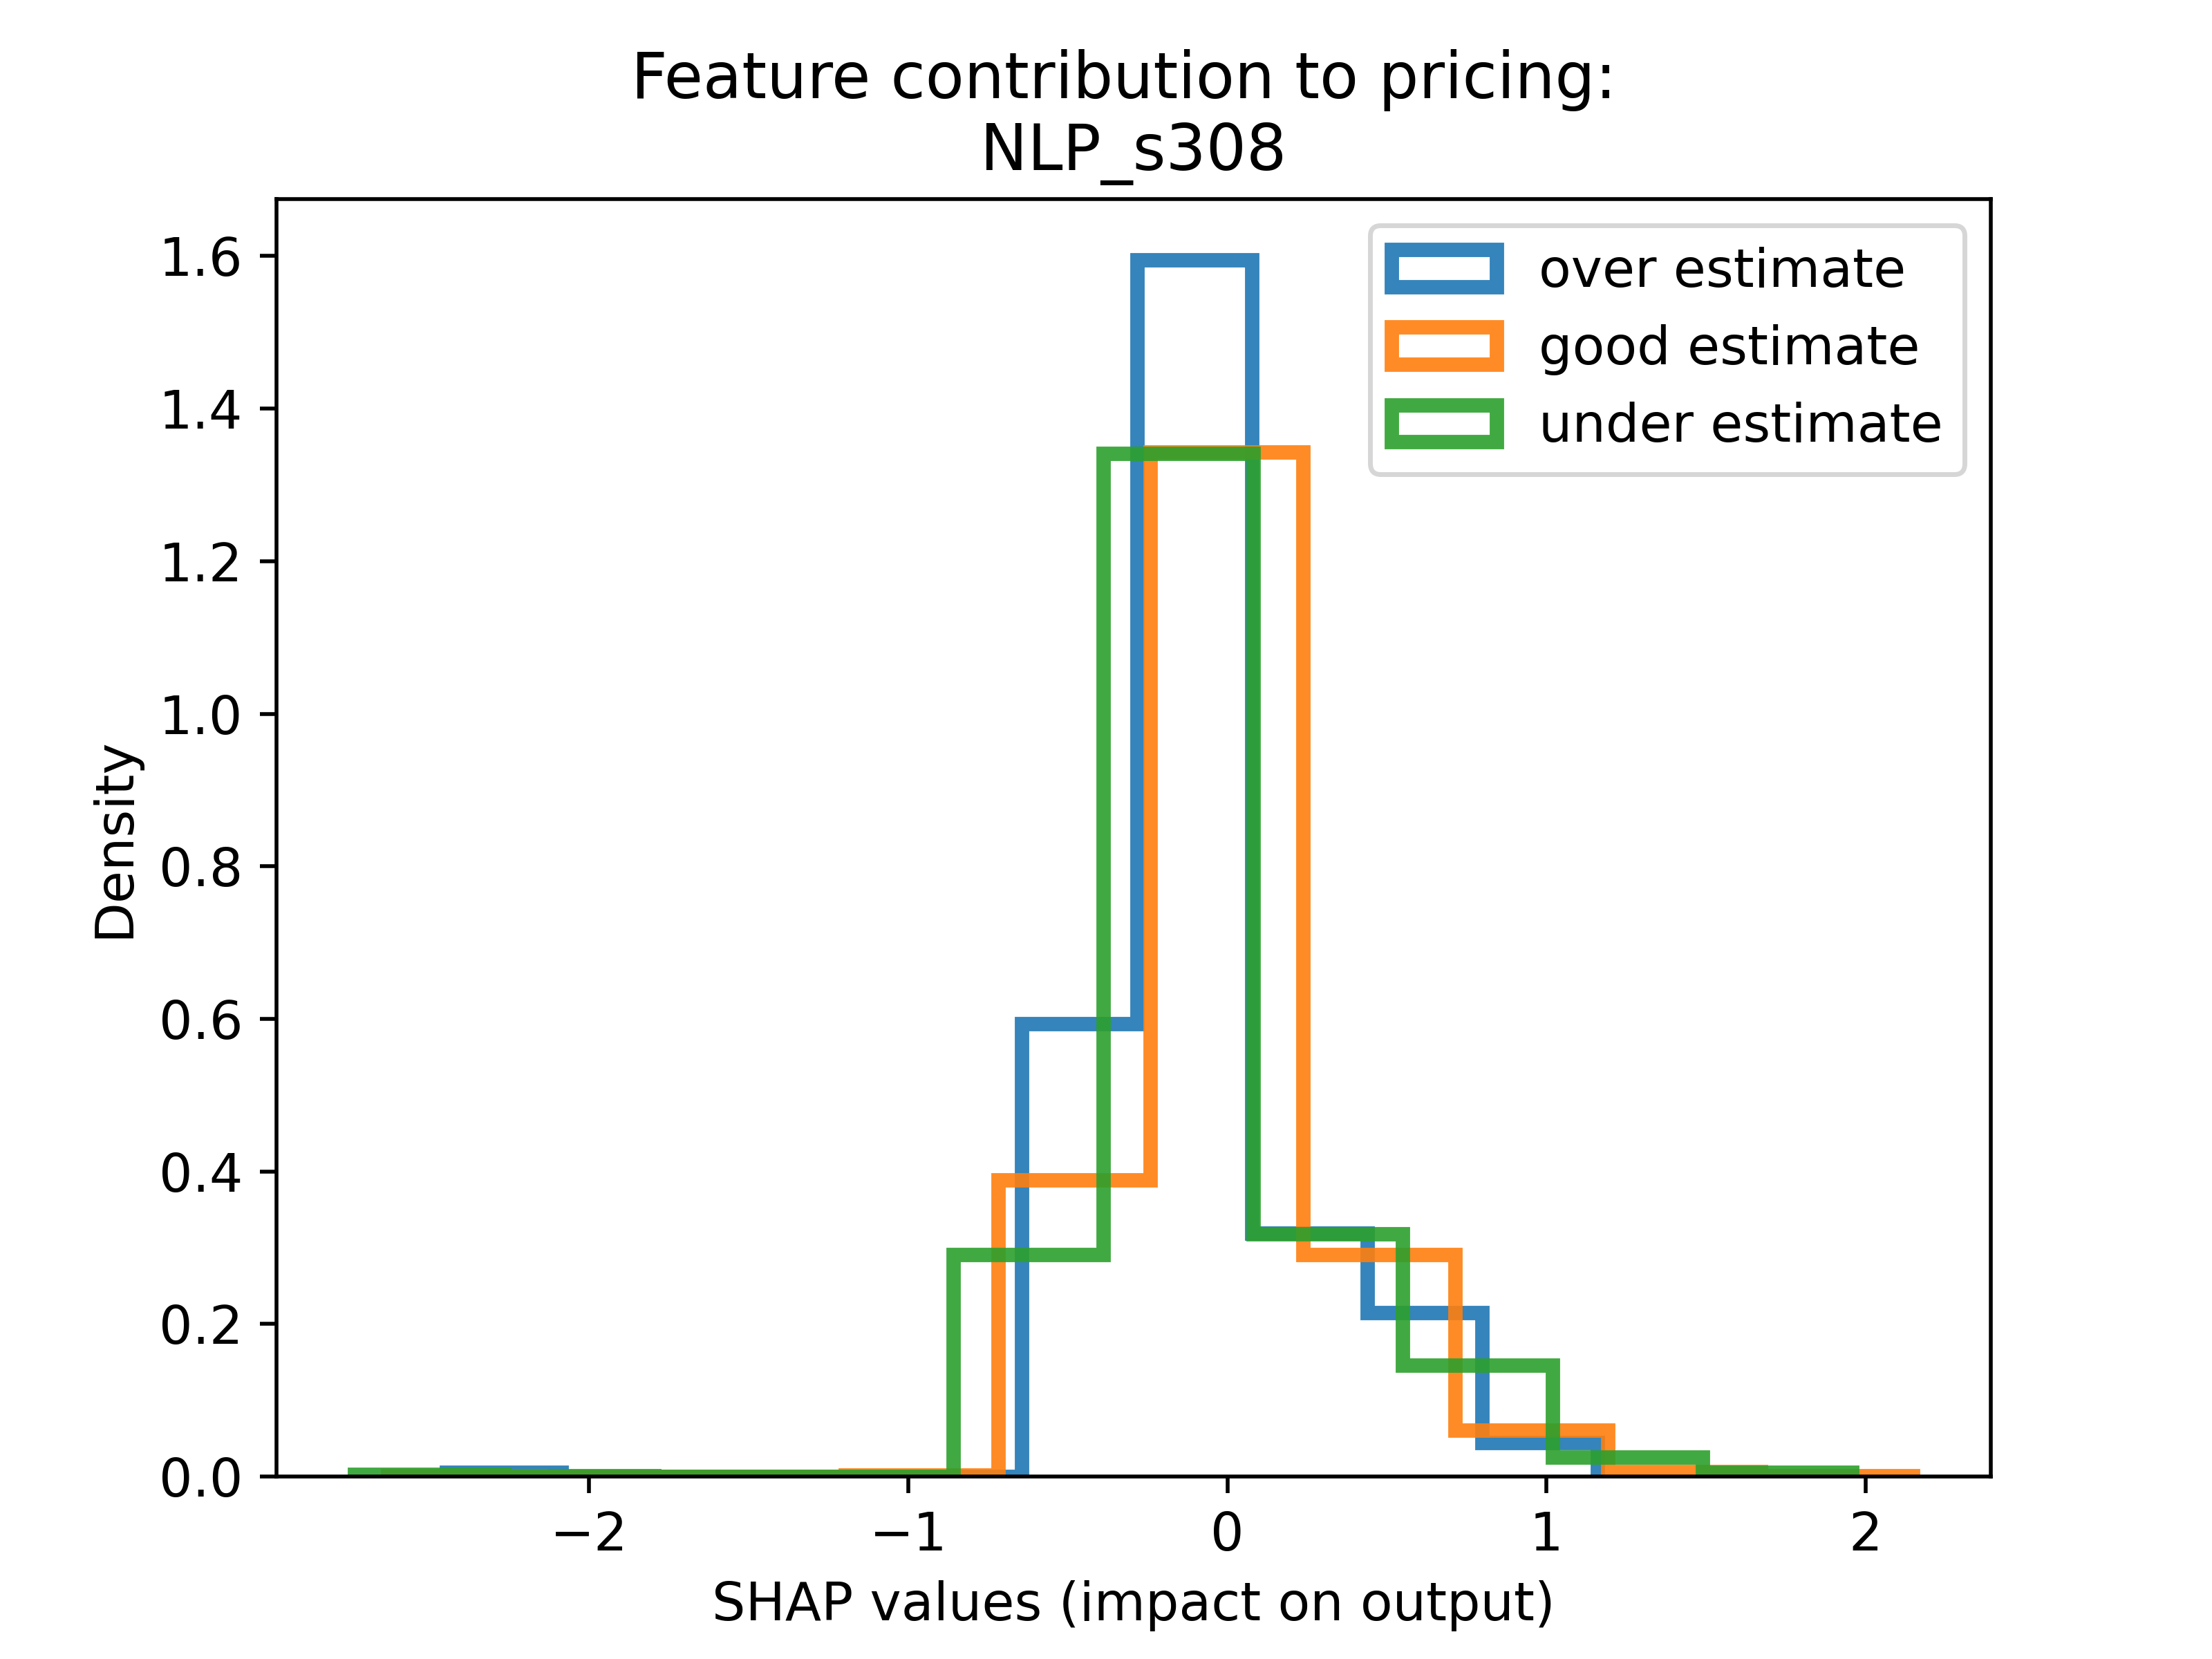 Feature contribution to pricing:
NLP_s308
over estimate
good estimate
under estimate
1.6
1.4
1.2
1.0
0.8
0.6
0.4
0.2
0.0
Density
−2 −1 0 1 2
SHAP values (impact on output)